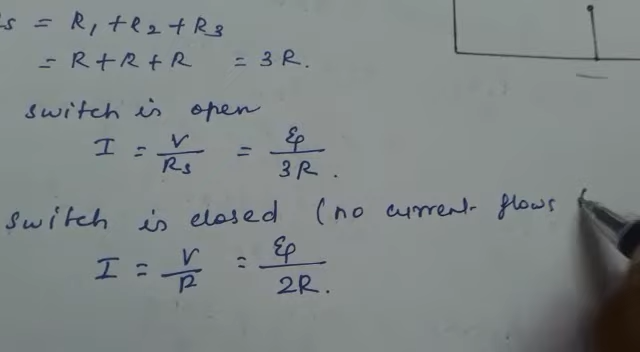 s = R1 + R2 + R3
= R + R + R = 3R.
switch is open
I = V/Rs = Ep/3R.
switch is closed (no current flows
I = V/R = Ep/2R.